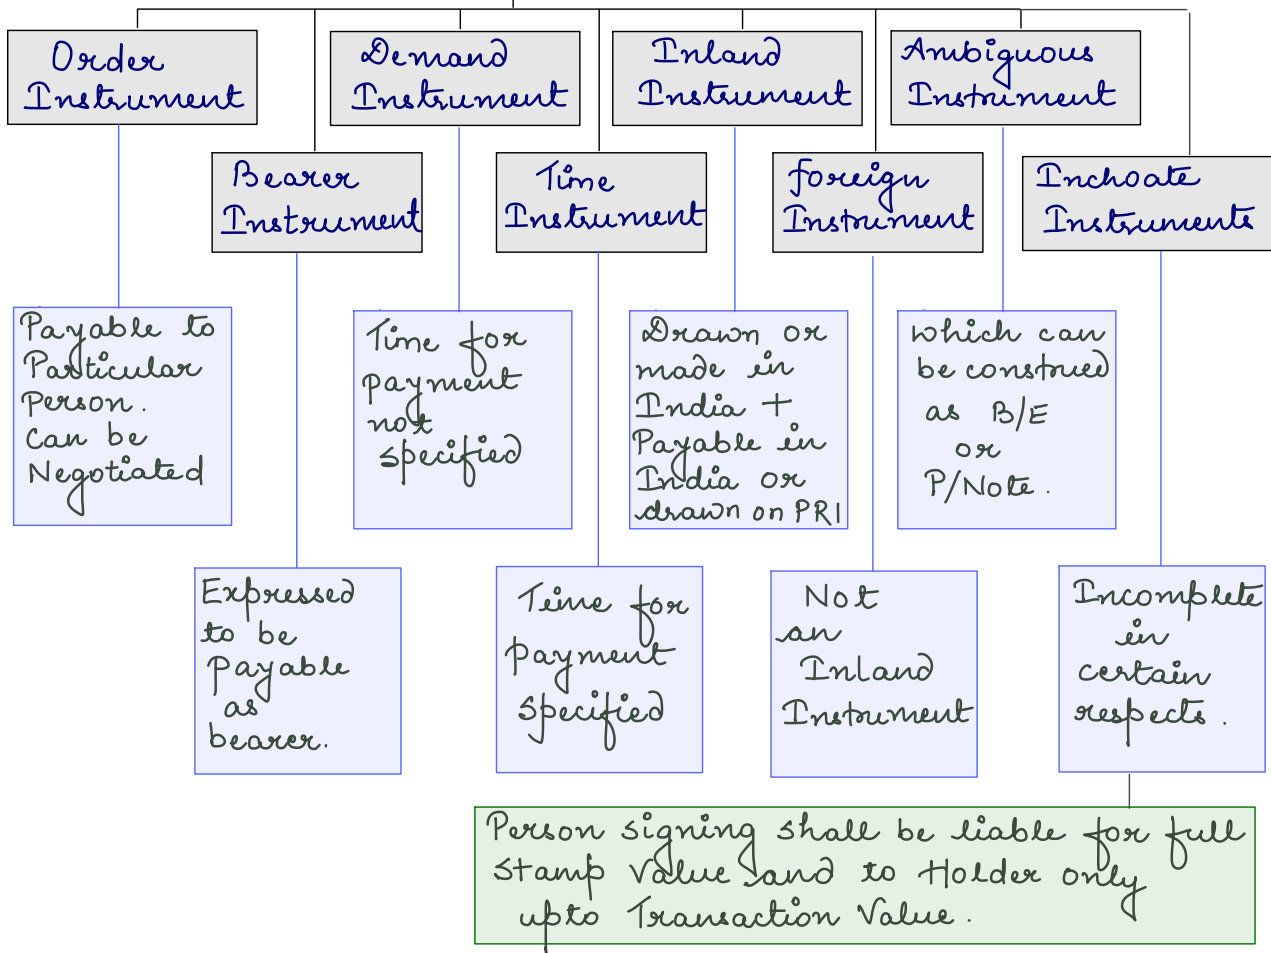 Order
Instrument
Demand
Instrument
Inland
Instrument
Ambiguous
Instrument
Bearer
Instrument
Time
Instrument
foreign
Instrument
Inchoate
Instruments
Payable to
Particular
Person.
Can be
Negotiated
Time for
payment
not
specified
Drawn or
made in
India +
Payable in
India or
drawn on PRI
which can
be construed
as B/E
or
P/Note.
Expressed
to be
payable
as
bearer.
Time for
payment
specified
Not
an
Inland
Instrument
Incomplete
in
certain
respects.
Person signing shall be liable for full
stamp Value and to Holder only
upto Transaction Value.